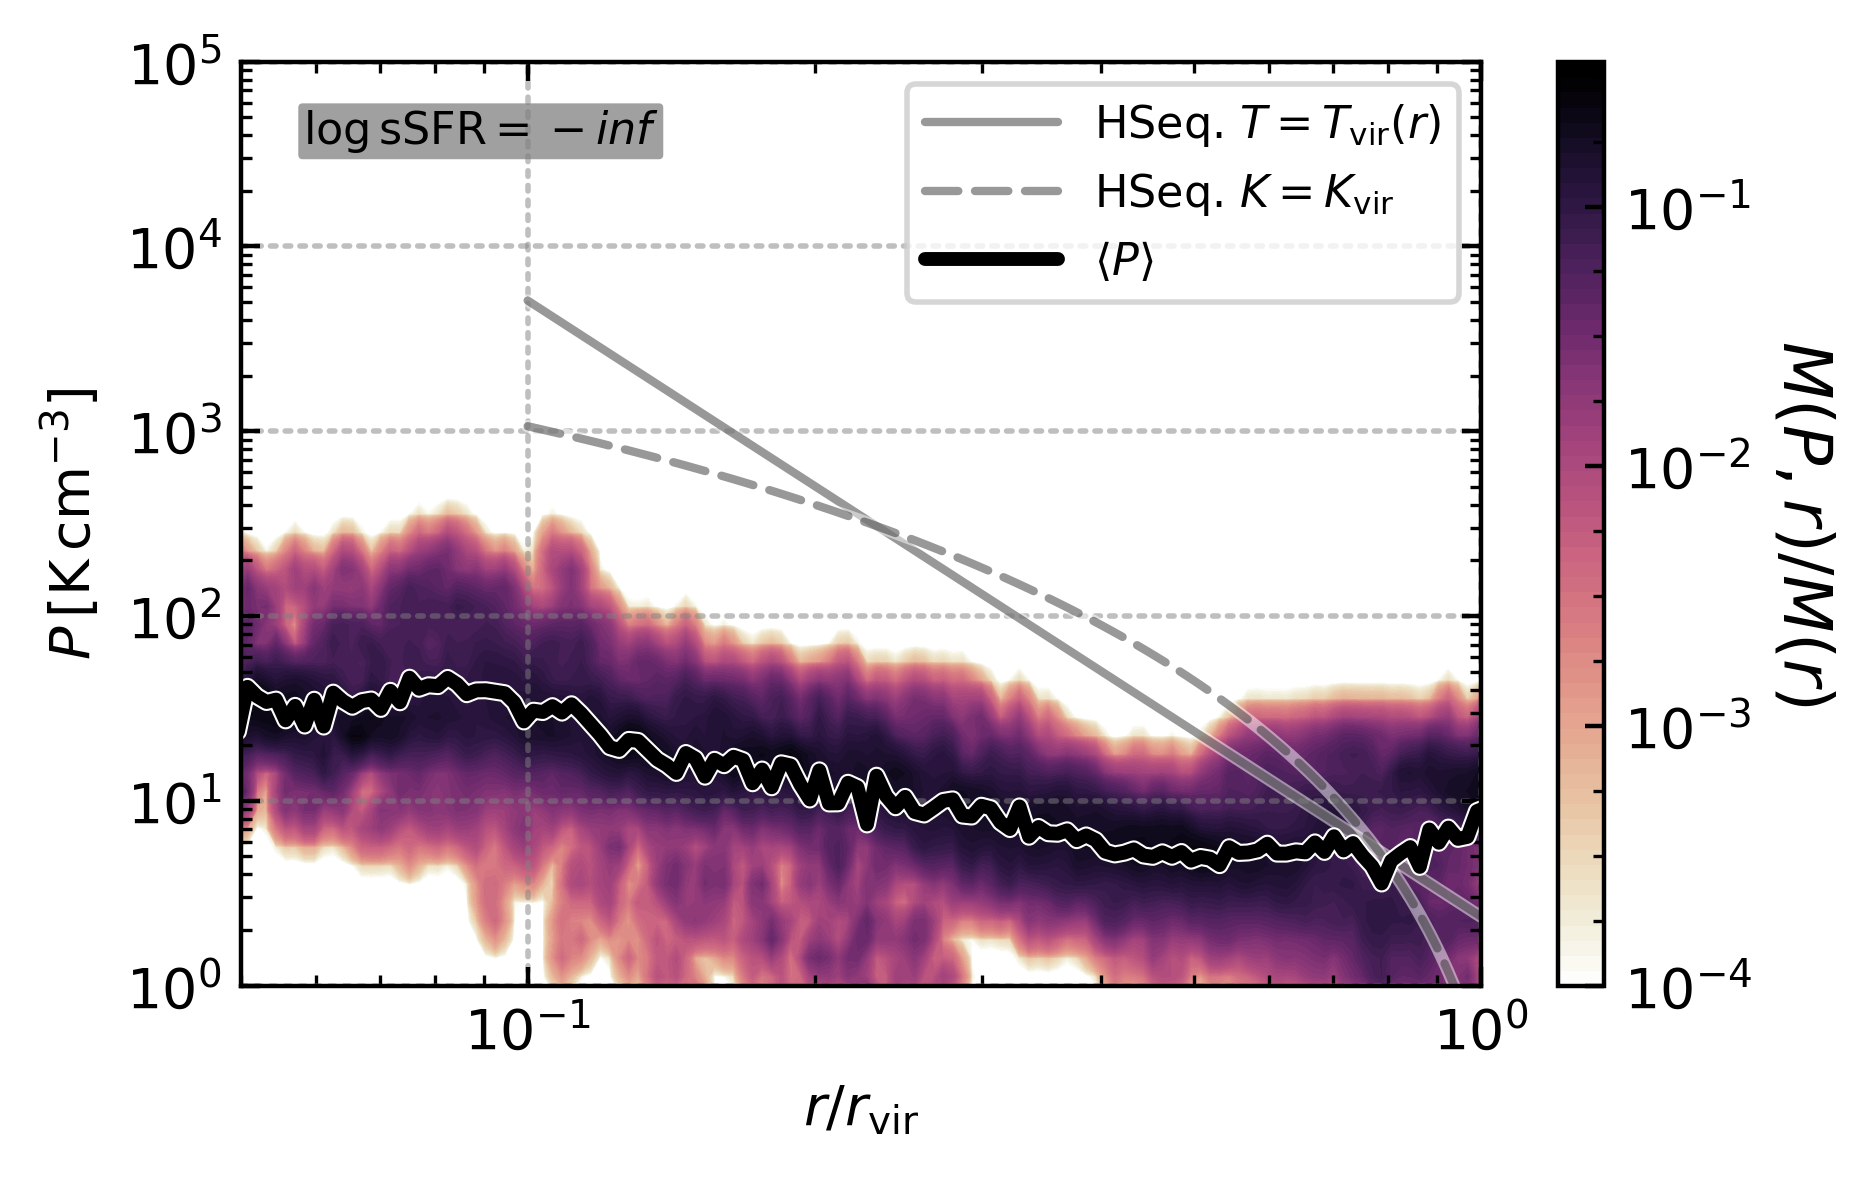 10^5
10^4
10^3
10^2
10^1
10^0
P [K cm^{-3}]
log sSFR = − inf
HSeq. T = T_vir(r)
HSeq. K = K_vir
⟨P⟩
10^{-1}
10^0
r/r_vir
10^{-1}
10^{-2}
10^{-3}
10^{-4}
M(P, r)/M(r)